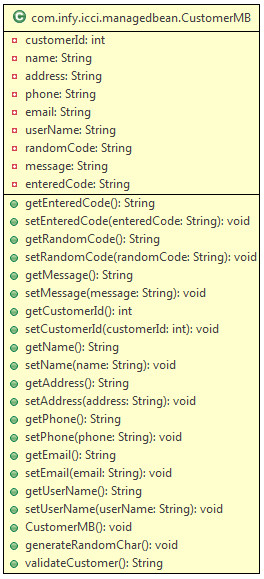 com.infy.icci.managedbean.CustomerMB
customerId: int
name: String
address: String
phone: String
email: String
userName: String
randomCode: String
message: String
enteredCode: String
getEnteredCode(): String
setEnteredCode(enteredCode: String): void
getRandomCode(): String
setRandomCode(randomCode: String): void
getMessage(): String
setMessage(message: String): void
getCustomerId(): int
setCustomerId(customerId: int): void
getName(): String
setName(name: String): void
getAddress(): String
setAddress(address: String): void
getPhone(): String
setPhone(phone: String): void
getEmail(): String
setEmail(email: String): void
getUserName(): String
setUserName(userName: String): void
CustomerMB(): void
generateRandomChar(): void
validateCustomer(): String